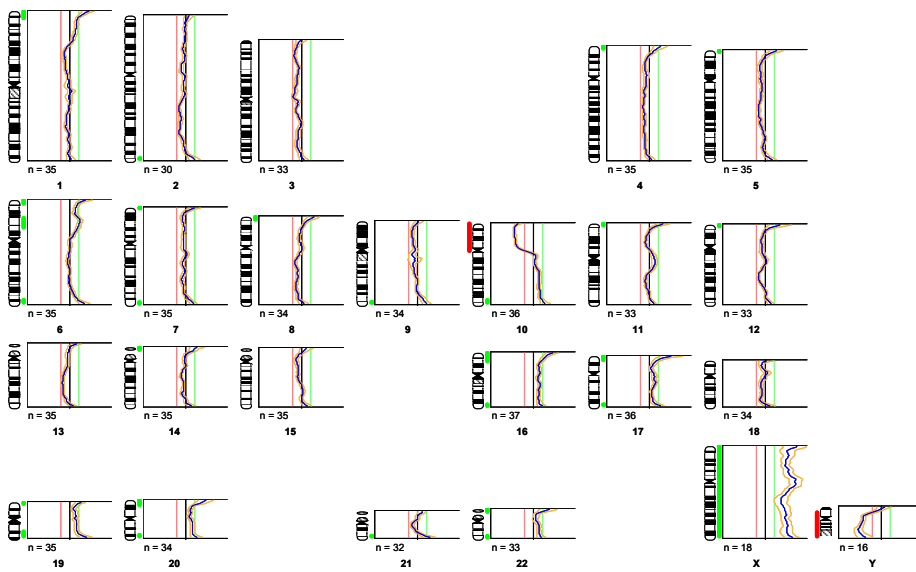 n = 35
1
n = 30
2
n = 33
3
n = 35
4
n = 35
5
n = 35
6
n = 35
7
n = 34
8
n = 34
9
n = 36
10
n = 33
11
n = 33
12
n = 35
13
n = 35
14
n = 35
15
n = 37
16
n = 36
17
n = 34
18
n = 35
19
n = 34
20
n = 32
21
n = 33
22
n = 18
X
n = 16
Y